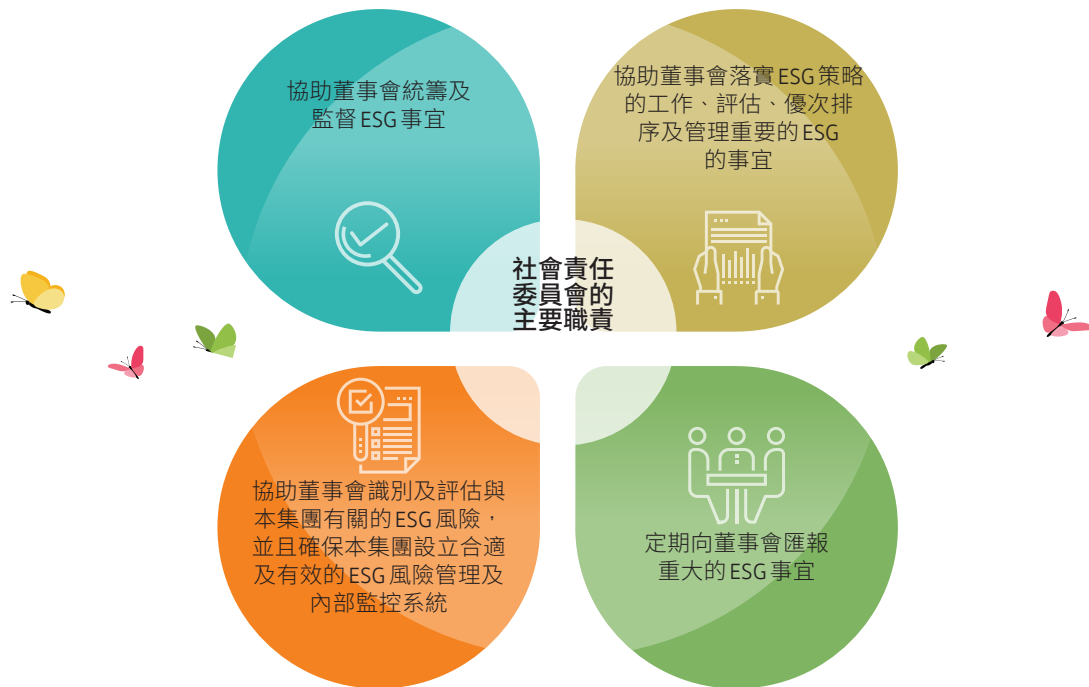 協助董事會統籌及
監督ESG事宜
協助董事會落實ESG策略
的工作、評估、優次排
序及管理重要的ESG
的事宜
社會責任
委員會的
主要職責
協助董事會識別及評估與
本集團有關的ESG風險，
並且確保本集團設立合適
及有效的ESG風險管理及
內部監控系統
定期向董事會匯報
重大的ESG事宜